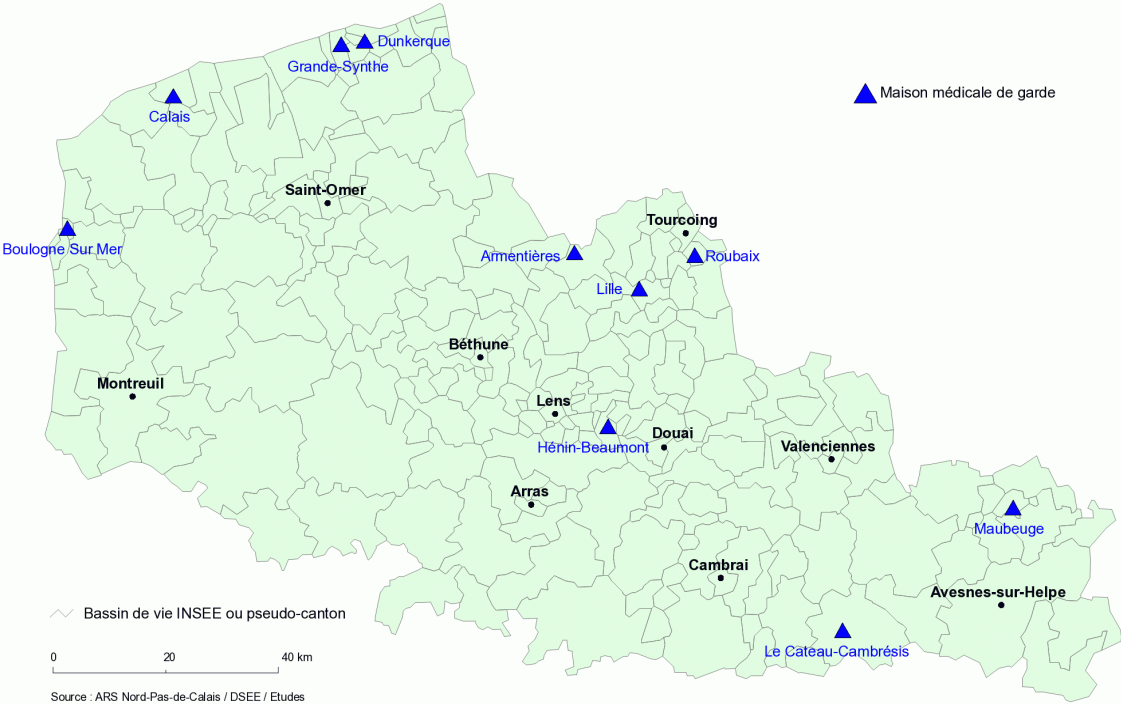 Dunkerque
Grande-Synthe
Maison médicale de garde
Calais
Saint-Omer
Tourcoing
Boulogne Sur Mer
Armentières
Roubaix
Lille
Béthune
Montreuil
Lens
Douai
Hénin-Beaumont
Valenciennes
Arras
Maubeuge
Cambrai
Avesnes-sur-Helpe
Bassin de vie INSEE ou pseudo-canton
Le Cateau-Cambrésis
0 20 40 km
Source : ARS Nord-Pas-de-Calais / DSEE / Etudes